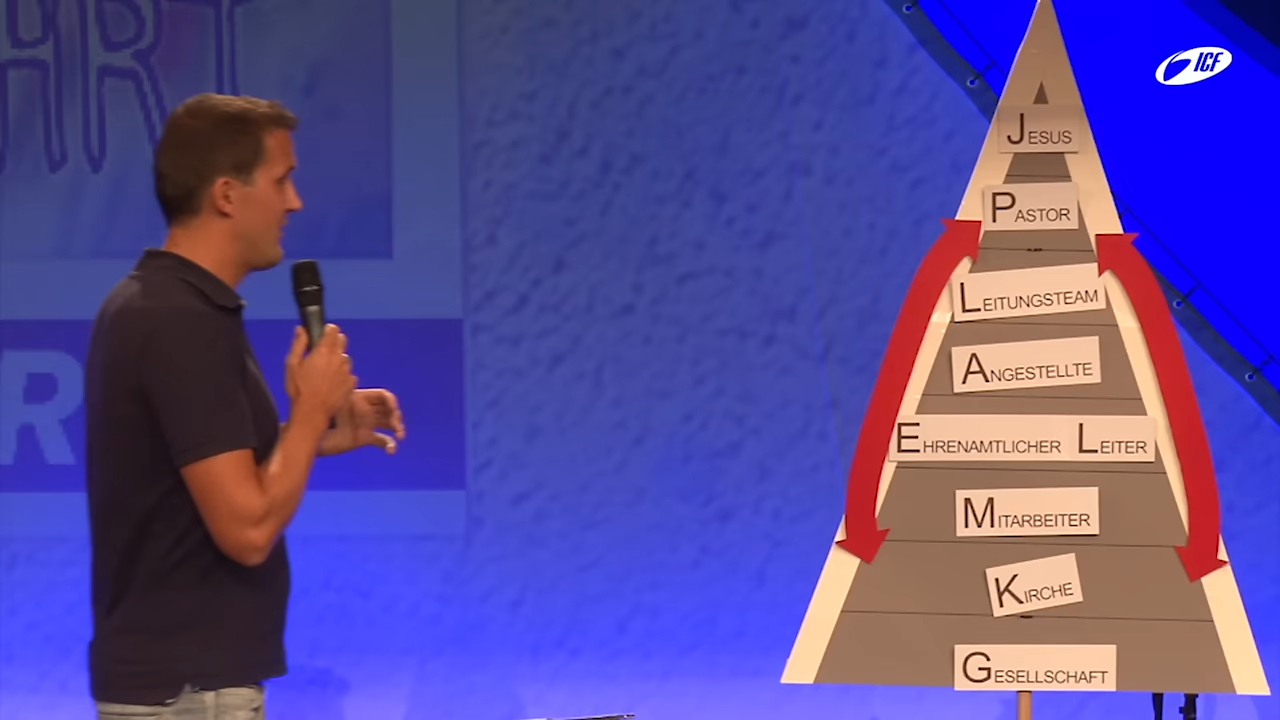 ICF
JESUS
PASTOR
LEITUNGSTEAM
ANGESTELLTE
EHRENAMTLICHER LEITER
MITARBEITER
KIRCHE
GESELLSCHAFT